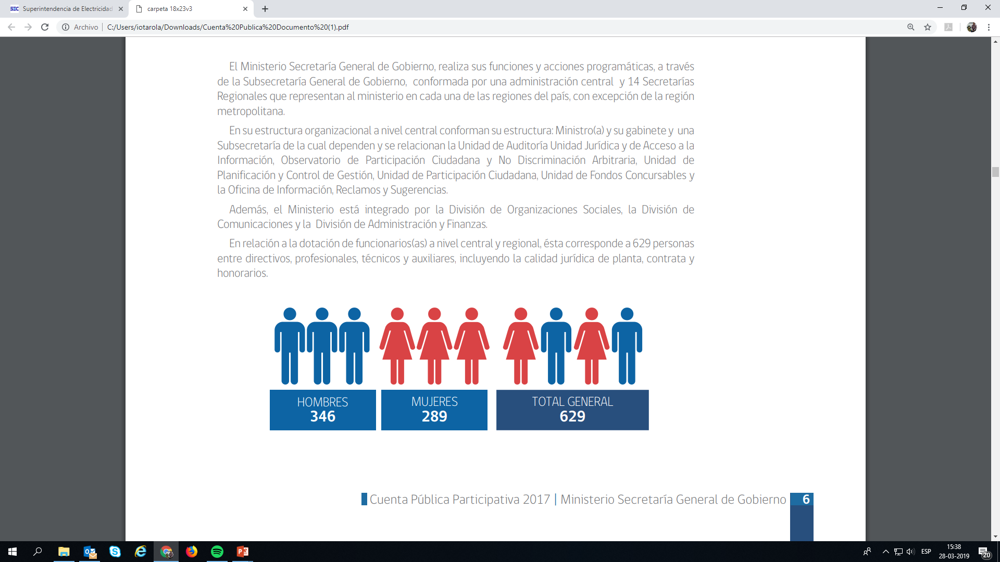 SEC Superintendencia de Electricidad
carpeta 18x23v3
Archivo
C:/Users/iotarola/Downloads/Cuenta%20Publica%20Documento%20(1).pdf
El Ministerio Secretaría General de Gobierno, realiza sus funciones y acciones programáticas, a través
de la Subsecretaría General de Gobierno, conformada por una administración central y 14 Secretarías
Regionales que representan al ministerio en cada una de las regiones del país, con excepción de la región
metropolitana.
En su estructura organizacional a nivel central conforman su estructura: Ministro(a) y su gabinete y una
Subsecretaría de la cual dependen y se relacionan la Unidad de Auditoría Unidad Jurídica y de Acceso a la
Información, Observatorio de Participación Ciudadana y No Discriminación Arbitraria, Unidad de
Planificación y Control de Gestión, Unidad de Participación Ciudadana, Unidad de Fondos Concursables y
la Oficina de Información, Reclamos y Sugerencias.
Además, el Ministerio está integrado por la División de Organizaciones Sociales, la División de
Comunicaciones y la División de Administración y Finanzas.
En relación a la dotación de funcionarios(as) a nivel central y regional, ésta corresponde a 629 personas
entre directivos, profesionales, técnicos y auxiliares, incluyendo la calidad jurídica de planta, contrata y
honorarios.
HOMBRES
346
MUJERES
289
TOTAL GENERAL
629
Cuenta Pública Participativa 2017 | Ministerio Secretaría General de Gobierno 6
ESP
15:38
28-03-2019
20